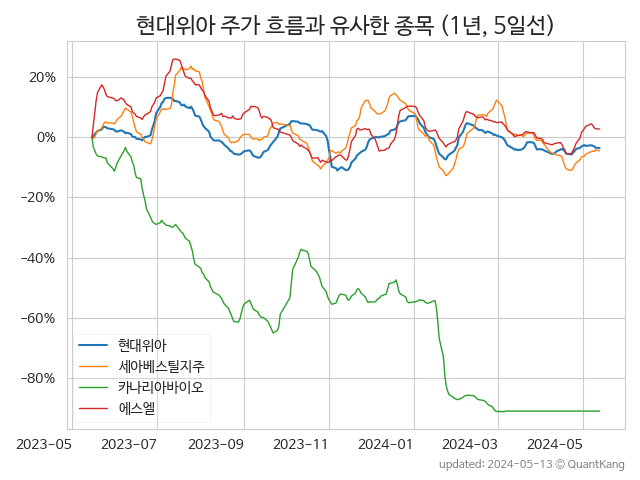 현대위아 주가 흐름과 유사한 종목 (1년, 5일선)
20%
0%
−20%
−40%
−60%
−80%
현대위아
세아베스틸지주
카나리아바이오
에스엘
2023−05 2023−07 2023−09 2023−11 2024−01 2024−03 2024−05
updated: 2024−05−13 ⓒ QuantKang